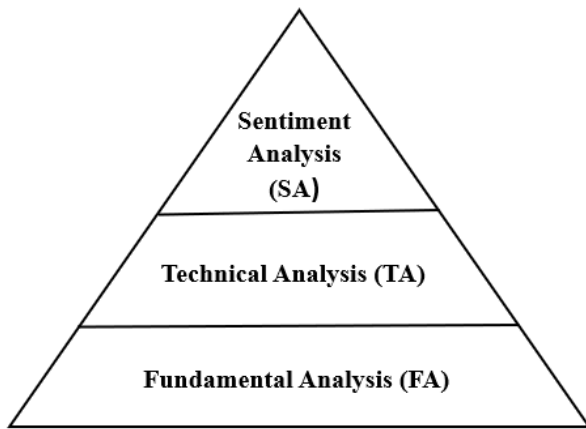 Sentiment
Analysis
(SA)
Technical Analysis (TA)
Fundamental Analysis (FA)